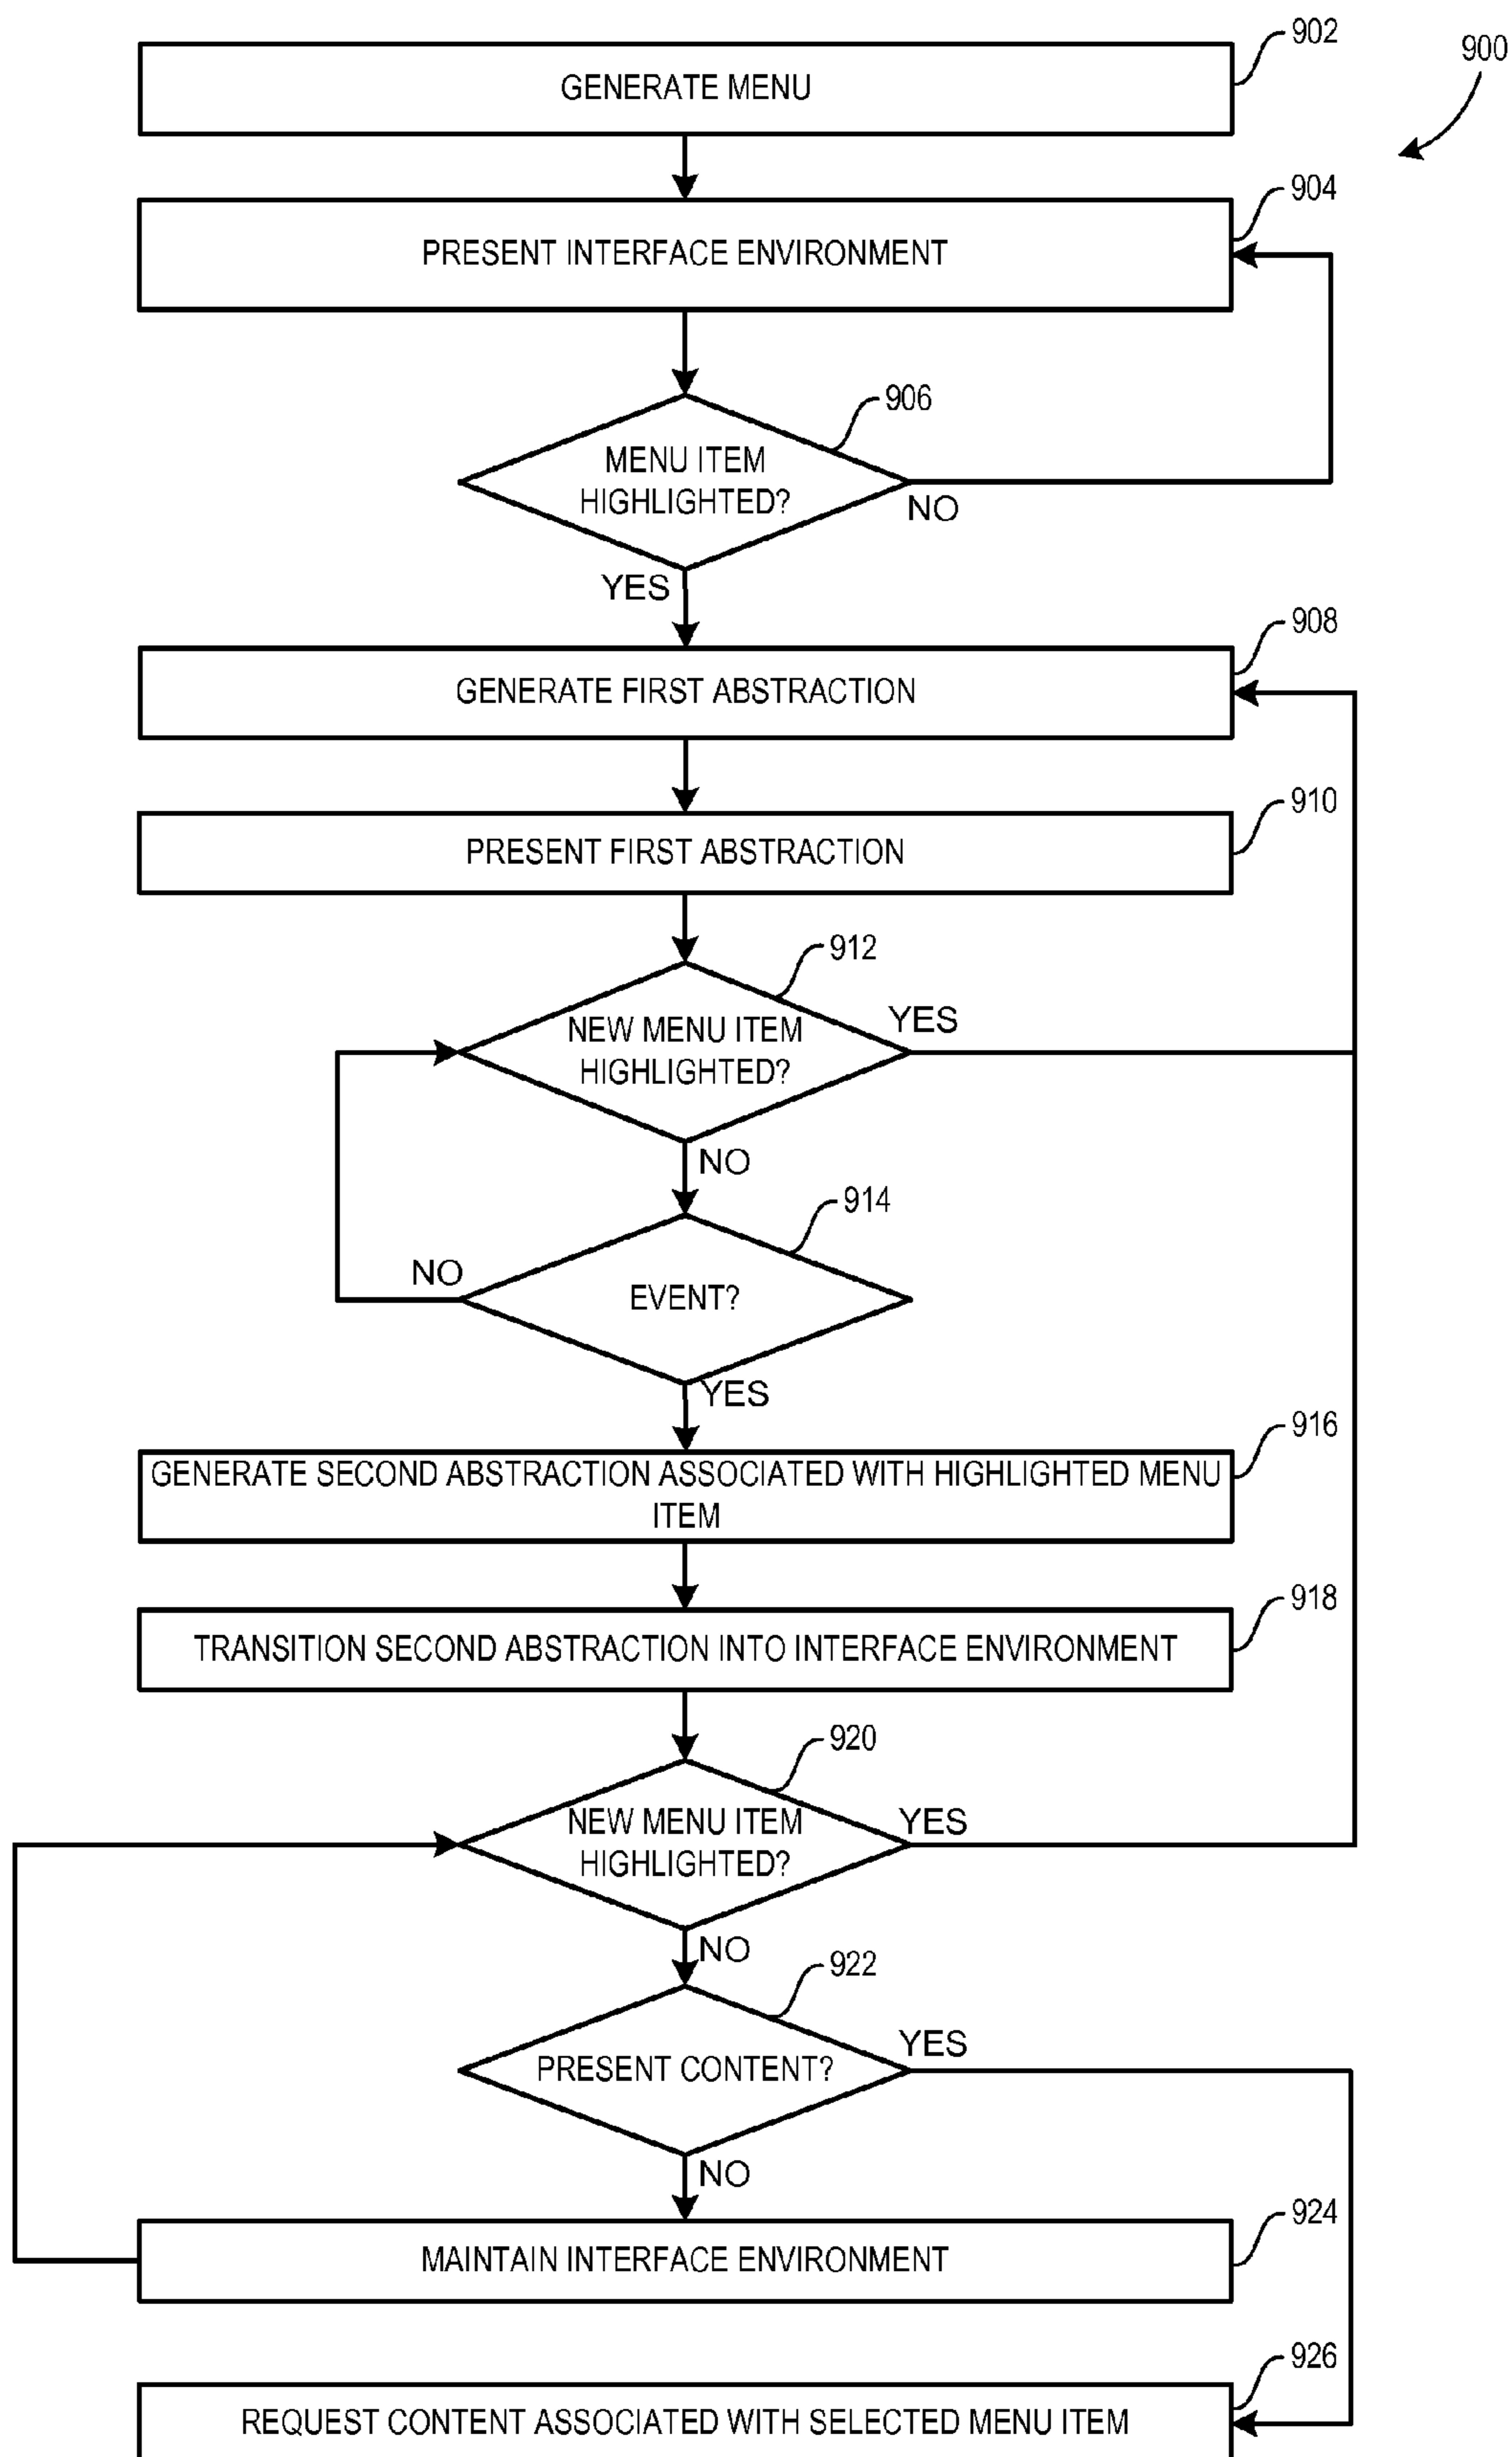 902
900
GENERATE MENU
904
PRESENT INTERFACE ENVIRONMENT
906
MENU ITEM
HIGHLIGHTED?
NO
YES
908
GENERATE FIRST ABSTRACTION
910
PRESENT FIRST ABSTRACTION
912
NEW MENU ITEM
HIGHLIGHTED?
YES
NO
914
NO
EVENT?
YES
916
GENERATE SECOND ABSTRACTION ASSOCIATED WITH HIGHLIGHTED MENU
ITEM
918
TRANSITION SECOND ABSTRACTION INTO INTERFACE ENVIRONMENT
920
NEW MENU ITEM
HIGHLIGHTED?
YES
NO
922
YES
PRESENT CONTENT?
NO
924
MAINTAIN INTERFACE ENVIRONMENT
926
REQUEST CONTENT ASSOCIATED WITH SELECTED MENU ITEM